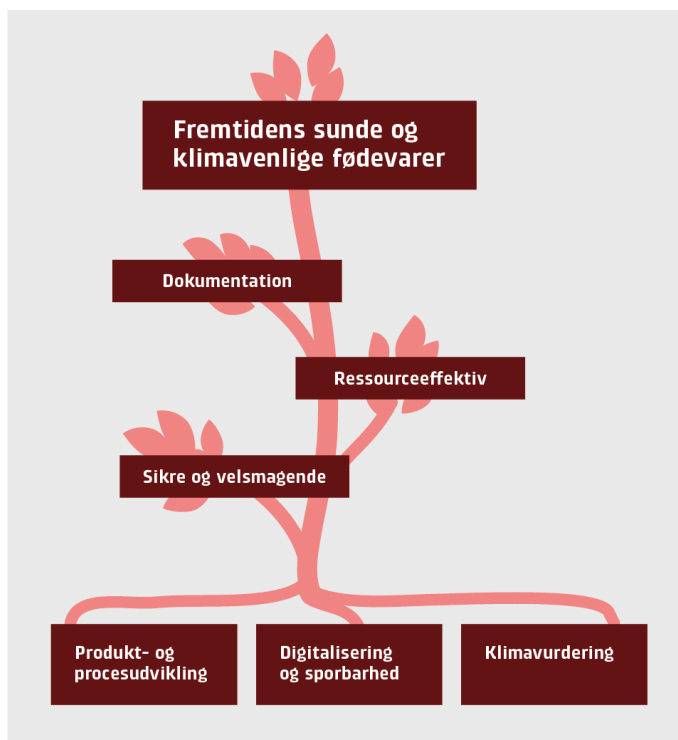 Fremtidens sunde og
klimavenlige fødevarer
Dokumentation
Ressourceeffektiv
Sikre og velsmagende
Produkt- og
procesudvikling
Digitalisering
og sporbarhed
Klimavurdering